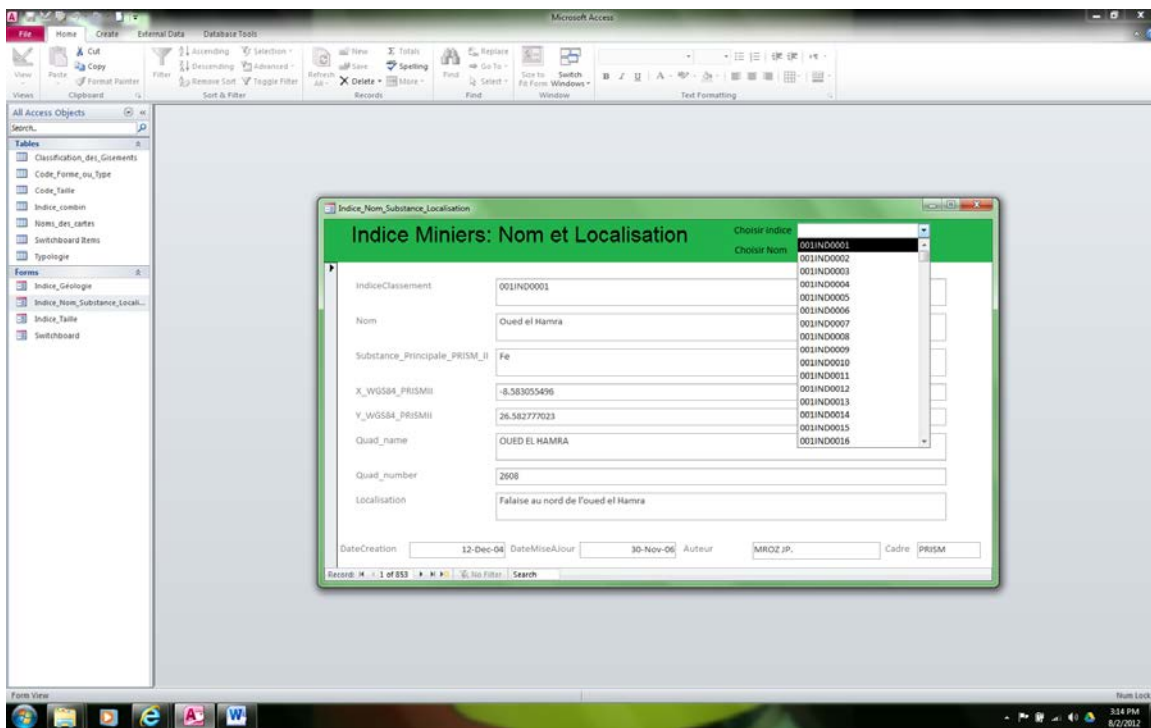 Microsoft Access
File Home Create External Data Database Tools
View
Paste
Cut
Copy
Format Painter
Filter
Ascending
Descending
Remove Sort
Selection
Advanced
Toggle Filter
Refresh All
New
Save
Delete
Totals
Spelling
More
Find
Replace
Go To
Select
Size to Fit Form
Switch Windows
B I U A
Views Clipboard Sort & Filter Records Find Window Text Formatting
All Access Objects
Search..
Tables
Classification_des_Gisements
Code_Forme_ou_Type
Code_Taille
Indice_combin
Noms_des_cartes
Switchboard Items
Typologie
Forms
Indice_Géologie
Indice_Nom_Substance_Locali...
Indice_Taille
Switchboard
Indice_Nom_Substance_Localisation
Indice Miniers: Nom et Localisation
Choisir Indice
Choisir Nom
001IND0001
001IND0002
001IND0003
001IND0004
001IND0005
001IND0006
001IND0007
001IND0008
001IND0009
001IND0010
001IND0011
001IND0012
001IND0013
001IND0014
001IND0015
001IND0016
IndiceClassement 001IND0001
Nom Oued el Hamra
Substance_Principale_PRISM_II Fe
X_WGS84_PRISMII -8.583055496
Y_WGS84_PRISMII 26.582777023
Quad_name OUED EL HAMRA
Quad_number 2608
Localisation Falaise au nord de l'oued el Hamra
DateCreation 12-Dec-04 DateMiseAJour 30-Nov-06 Auteur MROZ JP. Cadre PRISM
Record: 1 of 853 No Filter Search
Form View Num Lock
3:14 PM
8/2/2012